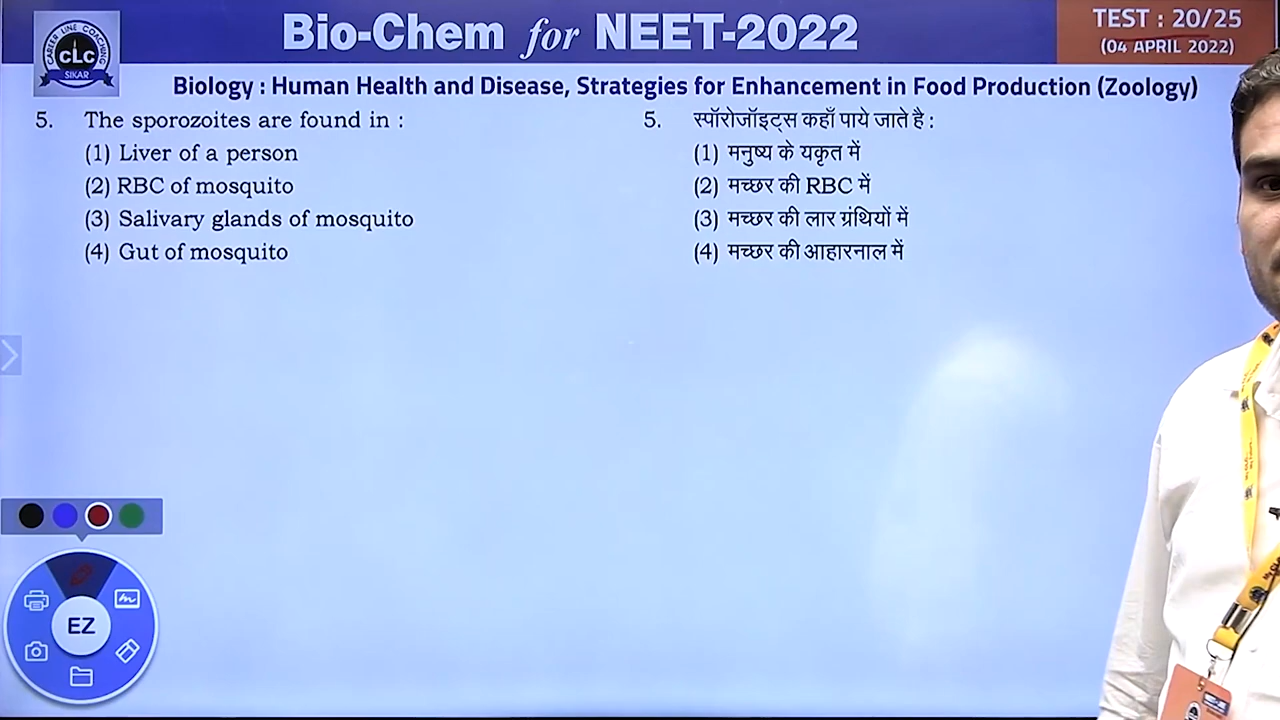 Bio-Chem for NEET-2022
TEST : 20/25
(04 APRIL 2022)
CAREER LINE COACHING
CLC
SIKAR
Biology : Human Health and Disease, Strategies for Enhancement in Food Production (Zoology)
5. The sporozoites are found in :
(1) Liver of a person
(2) RBC of mosquito
(3) Salivary glands of mosquito
(4) Gut of mosquito
5. स्पॉरोजॉइट्स कहाँ पाये जाते है :
(1) मनुष्य के यकृत में
(2) मच्छर की RBC में
(3) मच्छर की लार ग्रंथियों में
(4) मच्छर की आहारनाल में
EZ